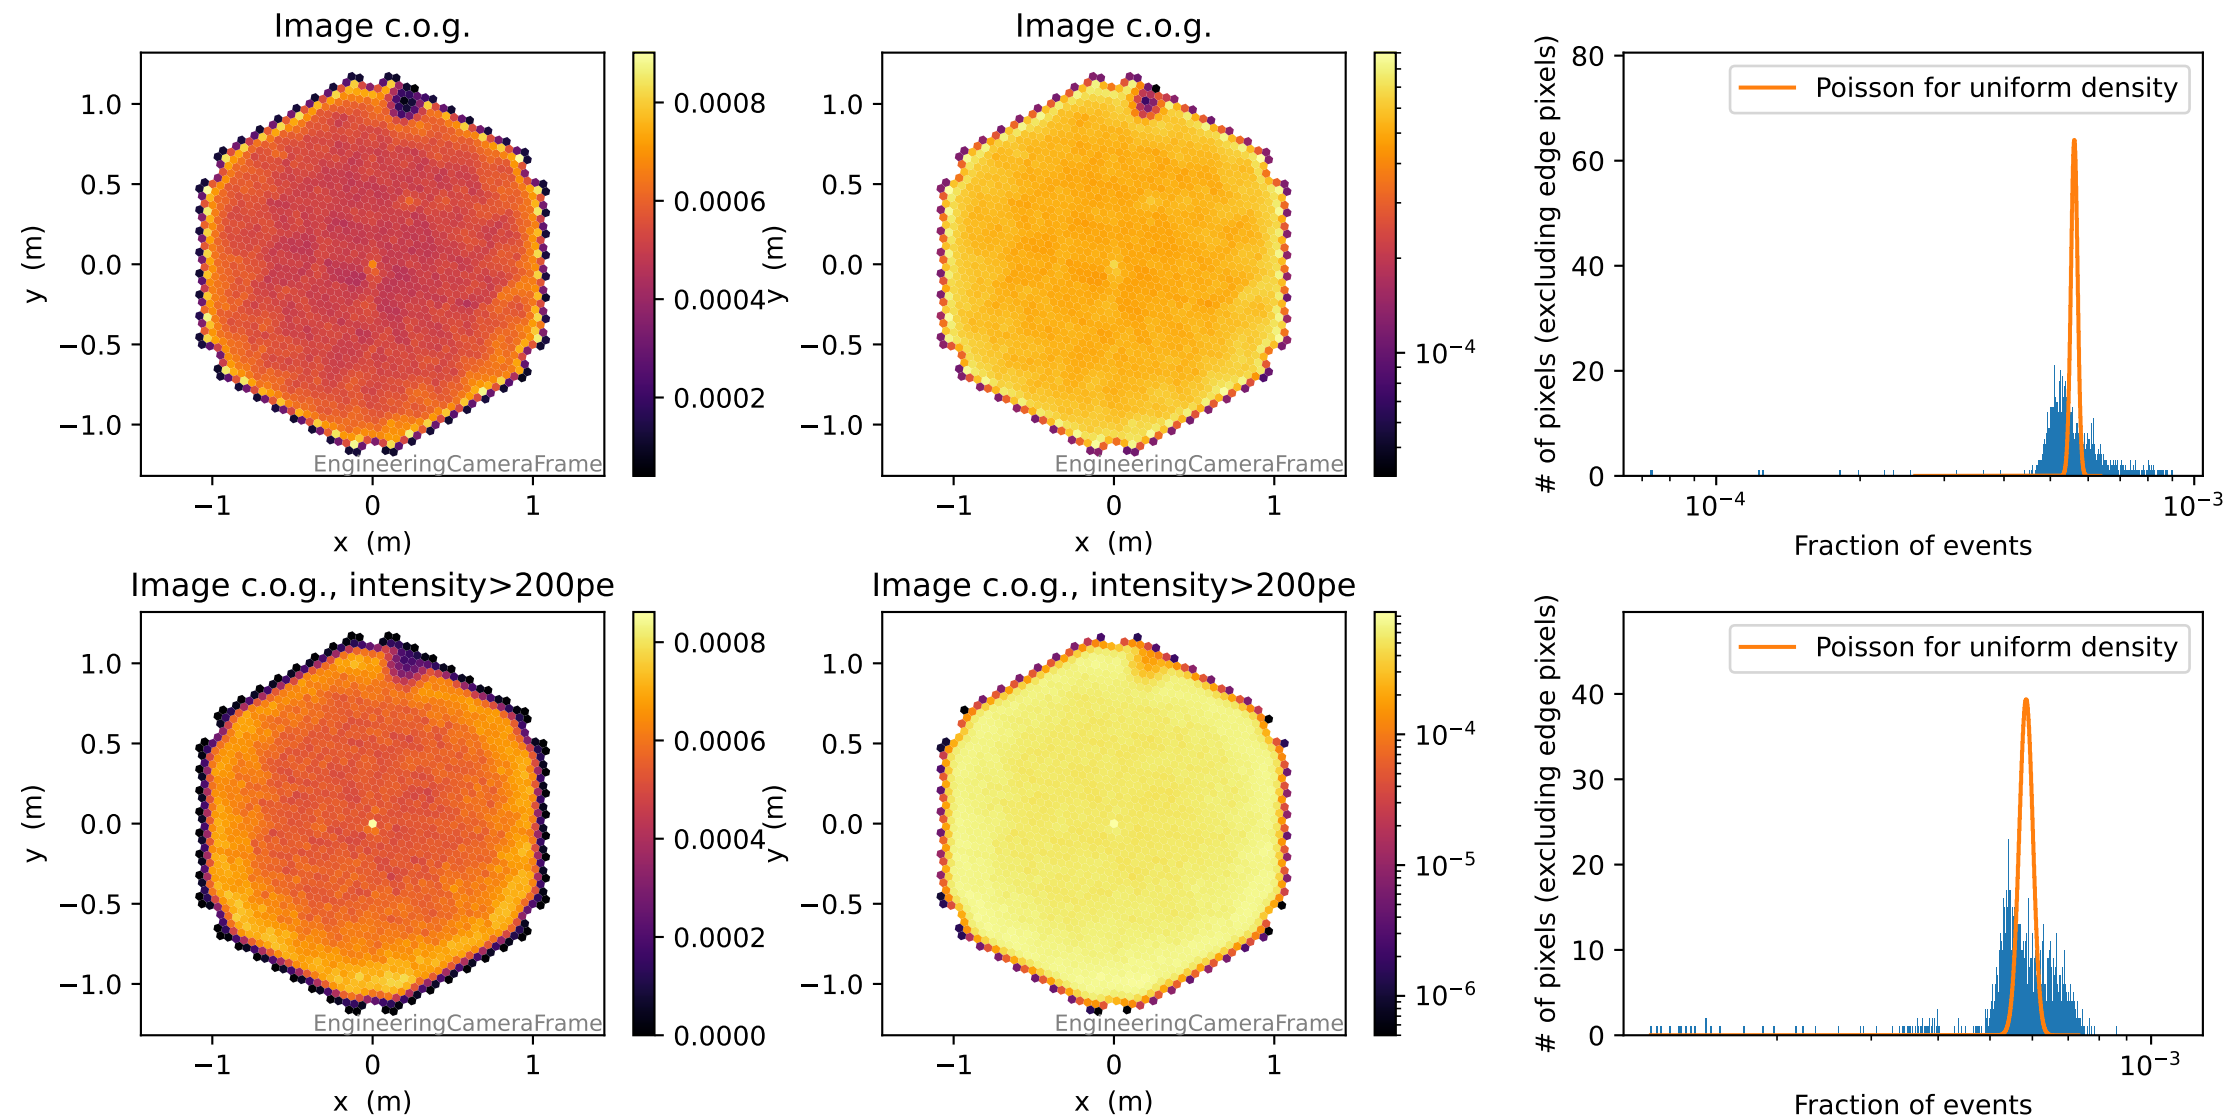 Image c.o.g.
1.0
0.5
0.0
−0.5
−1.0
y (m)
−1
0
1
x (m)
EngineeringCameraFrame
0.0008
0.0006
0.0004
0.0002
Image c.o.g.
1.0
0.5
0.0
−0.5
−1.0
y (m)
−1
0
1
x (m)
EngineeringCameraFrame
10⁻⁴
# of pixels (excluding edge pixels)
80
60
40
20
0
Poisson for uniform density
10⁻⁴
10⁻³
Fraction of events
Image c.o.g., intensity>200pe
1.0
0.5
0.0
−0.5
−1.0
y (m)
−1
0
1
x (m)
EngineeringCameraFrame
0.0008
0.0006
0.0004
0.0002
0.0000
Image c.o.g., intensity>200pe
1.0
0.5
0.0
−0.5
−1.0
y (m)
−1
0
1
x (m)
EngineeringCameraFrame
10⁻⁴
10⁻⁵
10⁻⁶
# of pixels (excluding edge pixels)
40
30
20
10
0
Poisson for uniform density
10⁻³
Fraction of events